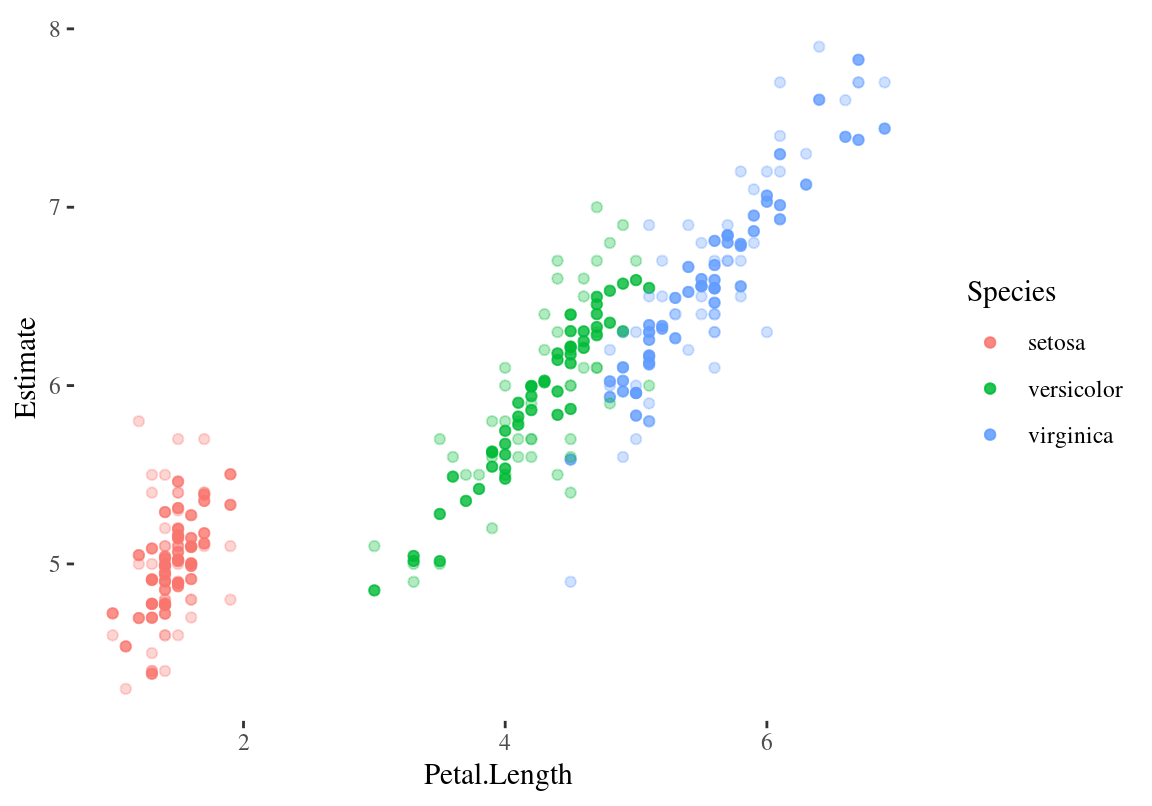 8
7
6
5
Estimate
2
4
6
Petal.Length
Species
setosa
versicolor
virginica